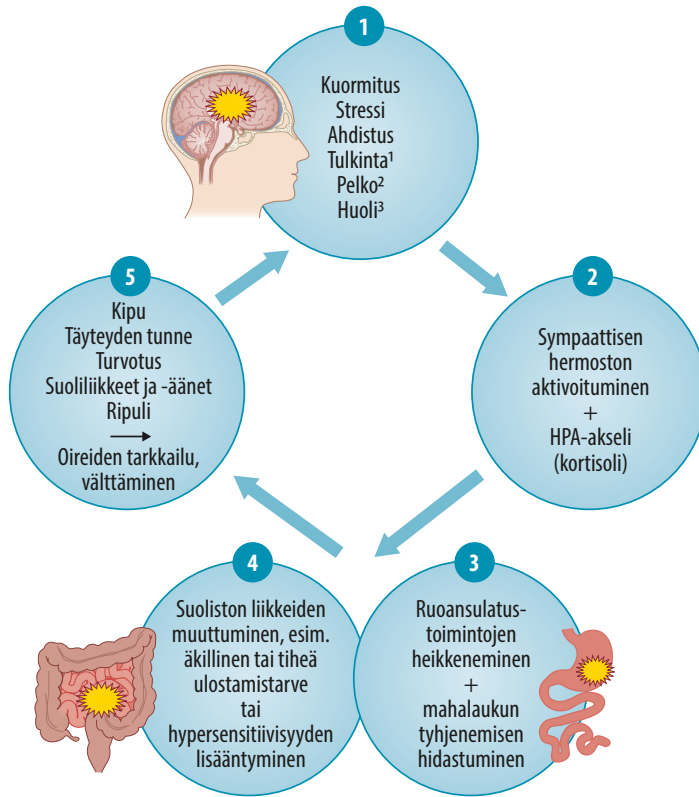 1
Kuormitus
Stressi
Ahdistus
Tulkinta¹
Pelko²
Huoli³
2
Sympaattisen
hermoston
aktivoituminen
+
HPA-akseli
(kortisoli)
3
Ruoansulatus-
toimintojen
heikkeneminen
+
mahalaukun
tyhjenemisen
hidastuminen
4
Suoliston liikkeiden
muuttuminen, esim.
äkillinen tai tiheä
ulostamistarve
tai
hypersensitiivisyyden
lisääntyminen
5
Kipu
Täyteyden tunne
Turvotus
Suoliliikkeet ja -äänet
Ripuli
→
Oireiden tarkkailu,
välttäminen